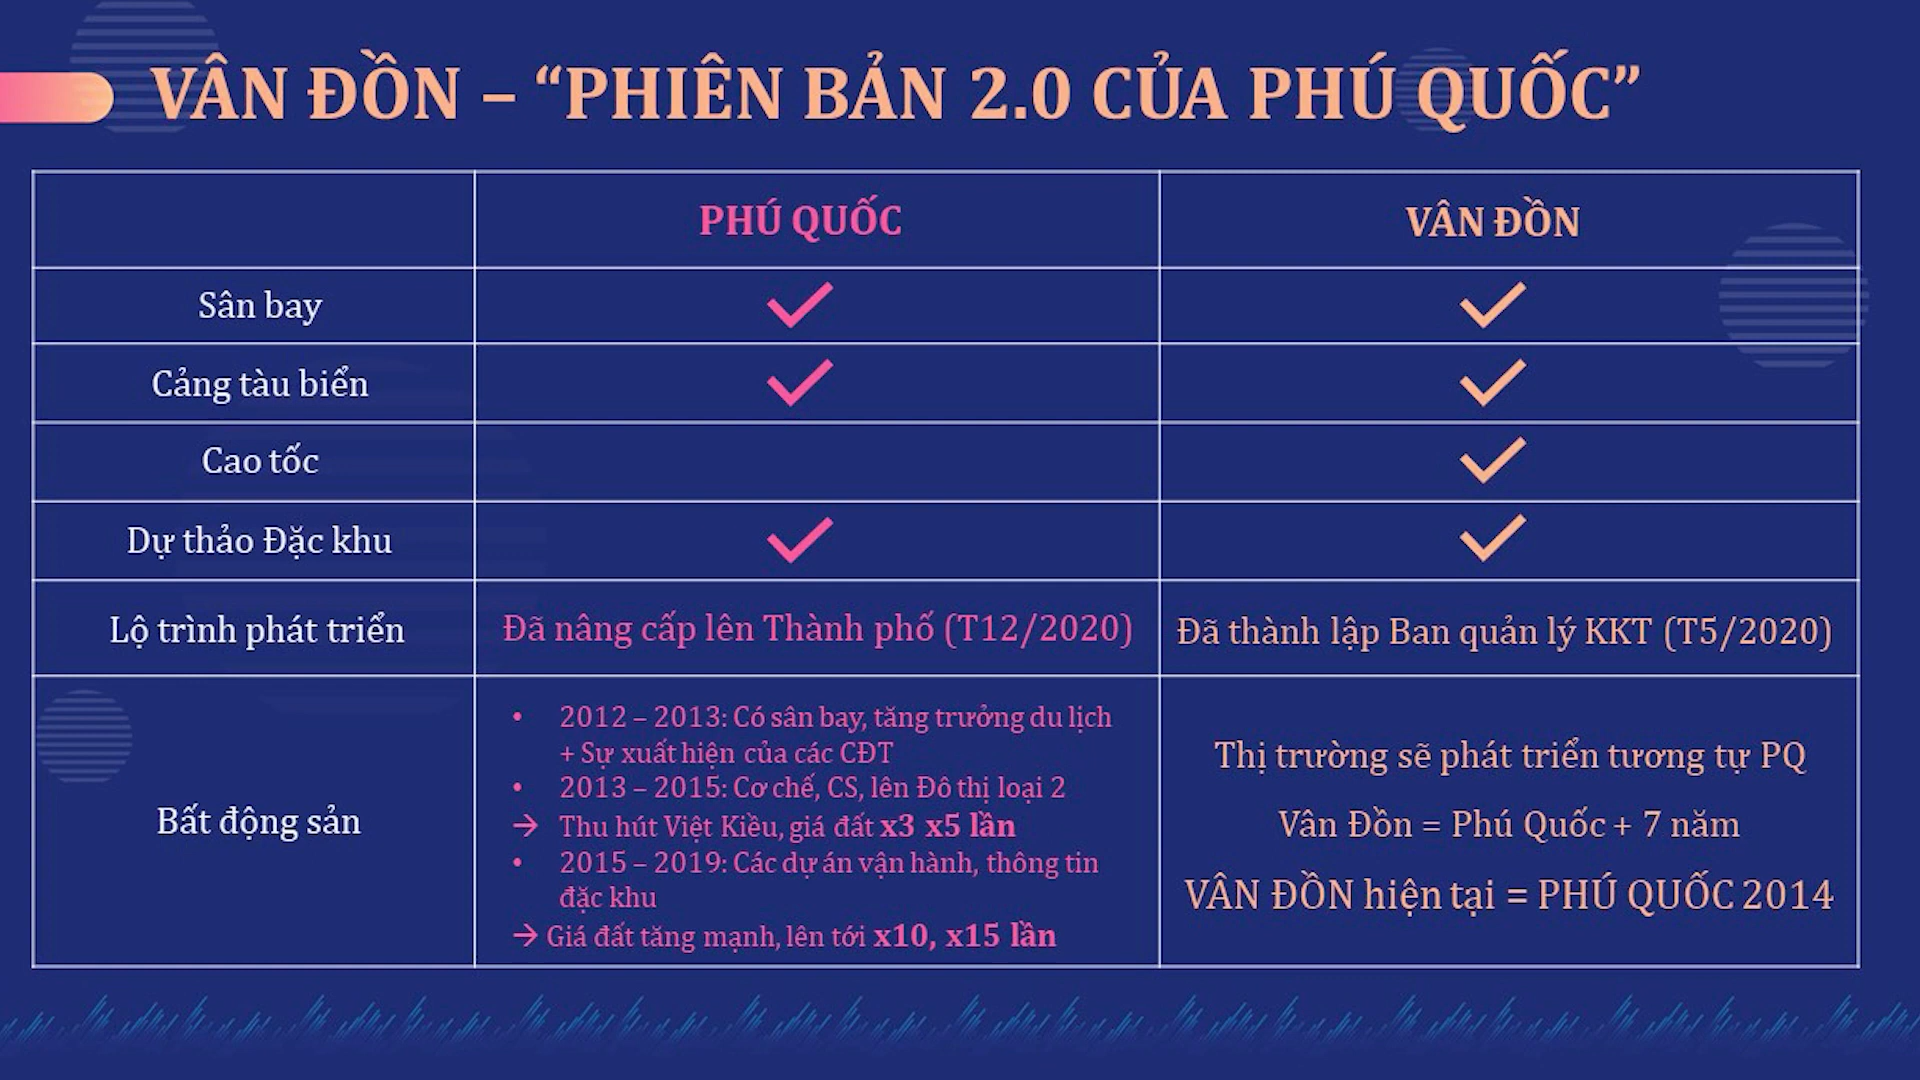 VÂN ĐỒN – “PHIÊN BẢN 2.0 CỦA PHÚ QUỐC”
PHÚ QUỐC
VÂN ĐỒN
Sân bay
Cảng tàu biển
Cao tốc
Dự thảo Đặc khu
Lộ trình phát triển
Đã nâng cấp lên Thành phố (T12/2020)
Đã thành lập Ban quản lý KKT (T5/2020)
Bất động sản
• 2012 – 2013: Có sân bay, tăng trưởng du lịch
+ Sự xuất hiện của các CĐT
• 2013 – 2015: Cơ chế, CS, lên Đô thị loại 2
→ Thu hút Việt Kiều, giá đất x3 x5 lần
• 2015 – 2019: Các dự án vận hành, thông tin
đặc khu
→ Giá đất tăng mạnh, lên tới x10, x15 lần
Thị trường sẽ phát triển tương tự PQ
Vân Đồn = Phú Quốc + 7 năm
VÂN ĐỒN hiện tại = PHÚ QUỐC 2014